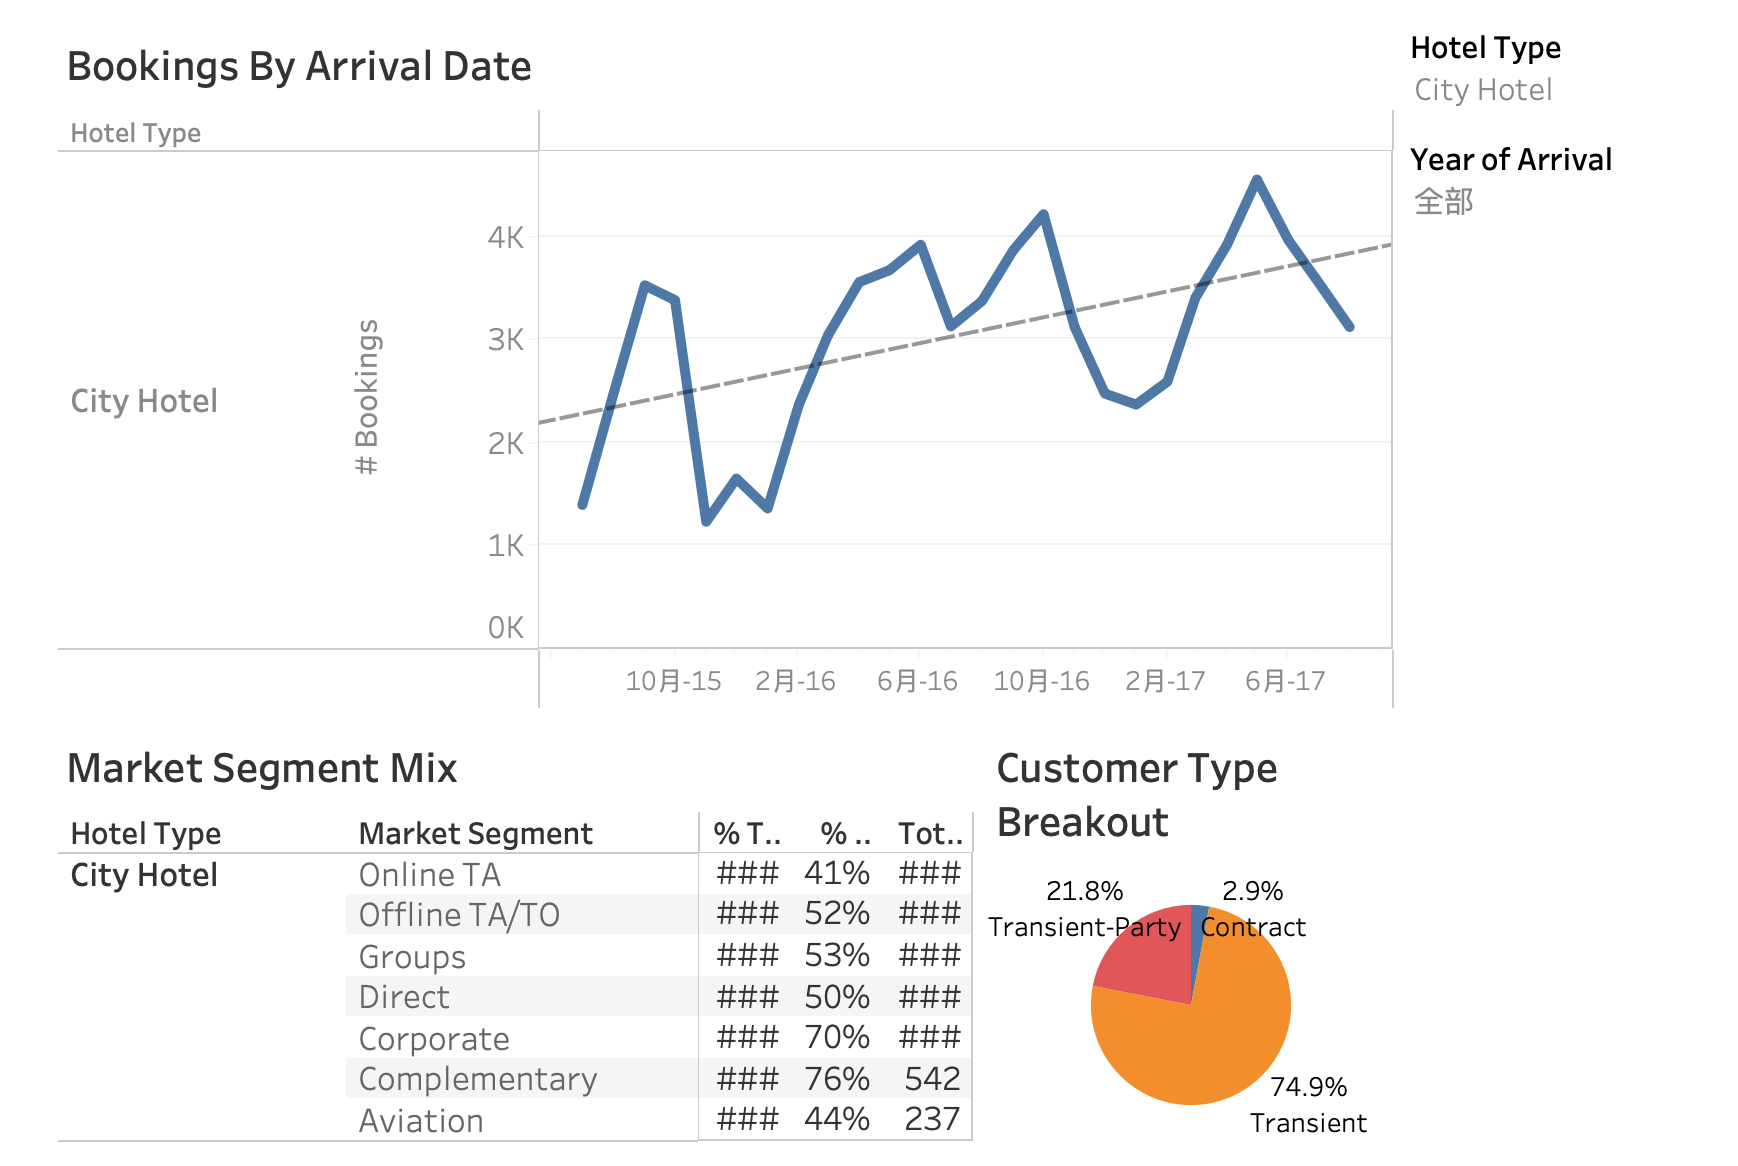 Bookings By Arrival Date
Hotel Type
City Hotel
# Bookings
4K
3K
2K
1K
0K
10月-15 2月-16 6月-16 10月-16 2月-17 6月-17
Hotel Type
City Hotel
Year of Arrival
全部
Market Segment Mix
Hotel Type Market Segment % T.. % .. Tot..
City Hotel Online TA ### 41% ###
Offline TA/TO ### 52% ###
Groups ### 53% ###
Direct ### 50% ###
Corporate ### 70% ###
Complementary ### 76% 542
Aviation ### 44% 237
Customer Type
Breakout
21.8%
Transient-Party
2.9%
Contract
74.9%
Transient